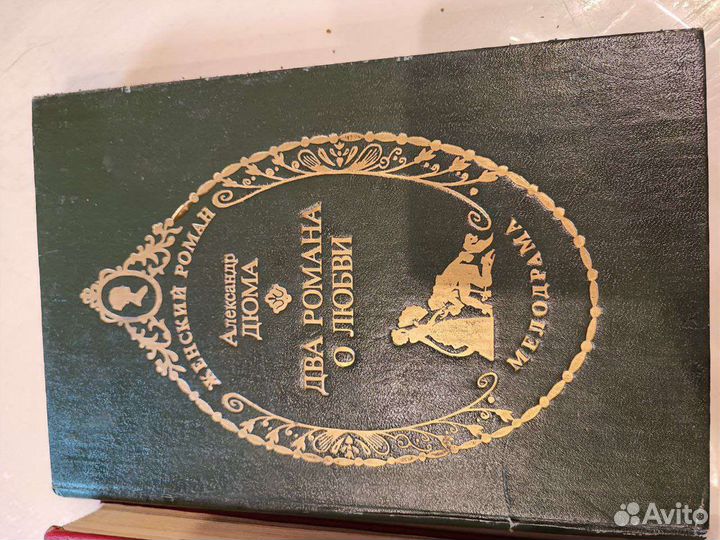 ЖЕНСКИЙ РОМАН
Александр
ДЮМА
ДВА РОМАНА
О ЛЮБВИ
МЕЛОДРАМА
Avito